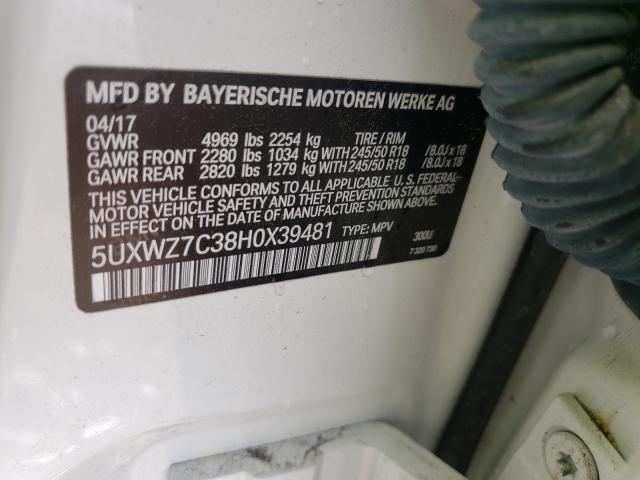 MFD BY BAYERISCHE MOTOREN WERKE AG
04/17
GVWR 4969 lbs 2254 kg TIRE / RIM
GAWR FRONT 2280 lbs 1034 kg WITH 245/50 R18 /8.0J x 18
GAWR REAR 2820 lbs 1279 kg WITH 245/50 R18 /8.0J x 18
THIS VEHICLE CONFORMS TO ALL APPLICABLE U. S. FEDERAL-
MOTOR VEHICLE SAFETY AND THEFT PREVENTION STANDARDS
IN EFFECT ON DATE OF MANUFACTURE.
5UXWZ7C38H0X39481 TYPE: MPV 300U
7 300 730